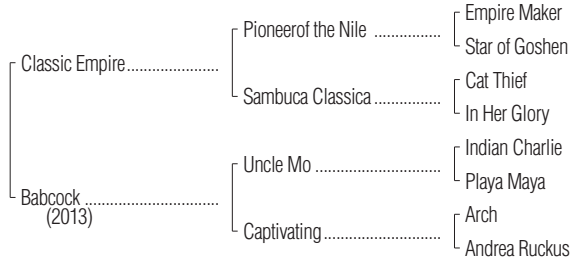 Empire Maker
Pioneerof the Nile
Star of Goshen
Classic Empire
Cat Thief
Sambuca Classica
In Her Glory
Indian Charlie
Uncle Mo
Playa Maya
Babcock
(2013)
Arch
Captivating
Andrea Ruckus